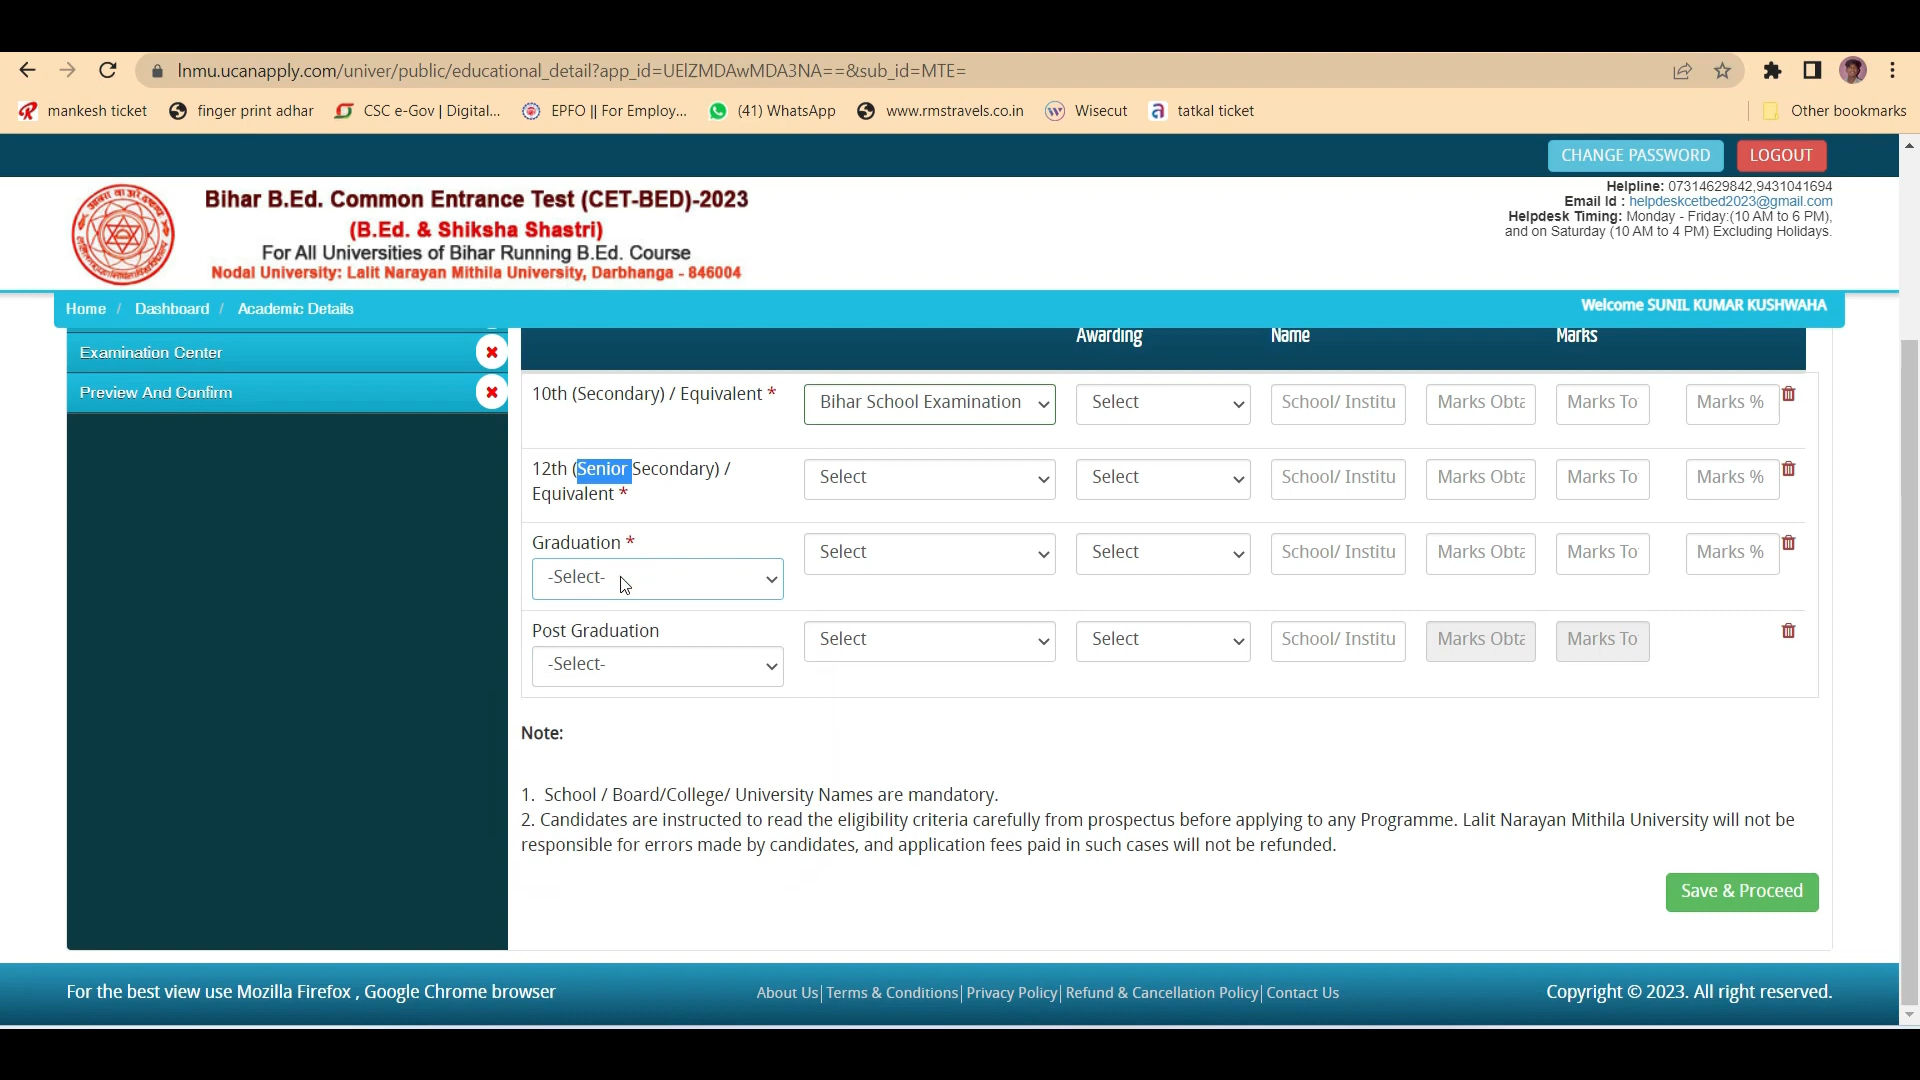 lnmu.ucanapply.com/univer/public/educational_detail?app_id=UElZMDAwMDA3NA==&sub_id=MTE=
mankesh ticket
finger print adhar
CSC e-Gov | Digital...
EPFO || For Employ...
(41) WhatsApp
www.rmstravels.co.in
Wisecut
tatkal ticket
Other bookmarks
CHANGE PASSWORD
LOGOUT
Bihar B.Ed. Common Entrance Test (CET-BED)-2023
(B.Ed. & Shiksha Shastri)
For All Universities of Bihar Running B.Ed. Course
Nodal University: Lalit Narayan Mithila University, Darbhanga - 846004
Helpline: 07314629842,9431041694
Email Id : helpdeskcetbed2023@gmail.com
Helpdesk Timing: Monday - Friday:(10 AM to 6 PM),
and on Saturday (10 AM to 4 PM) Excluding Holidays.
Home / Dashboard / Academic Details
Welcome SUNIL KUMAR KUSHWAHA
Examination Center
Preview And Confirm
Awarding Name Marks
10th (Secondary) / Equivalent * Bihar School Examination Select School/ Institu Marks Obta Marks To Marks %
12th (Senior Secondary) /
Equivalent *
Select Select School/ Institu Marks Obta Marks To Marks %
Graduation *
-Select-
Select Select School/ Institu Marks Obta Marks To Marks %
Post Graduation
-Select-
Select Select School/ Institu Marks Obta Marks To
Note:
1. School / Board/College/ University Names are mandatory.
2. Candidates are instructed to read the eligibility criteria carefully from prospectus before applying to any Programme. Lalit Narayan Mithila University will not be
responsible for errors made by candidates, and application fees paid in such cases will not be refunded.
Save & Proceed
For the best view use Mozilla Firefox , Google Chrome browser
About Us| Terms & Conditions| Privacy Policy| Refund & Cancellation Policy| Contact Us
Copyright © 2023. All right reserved.